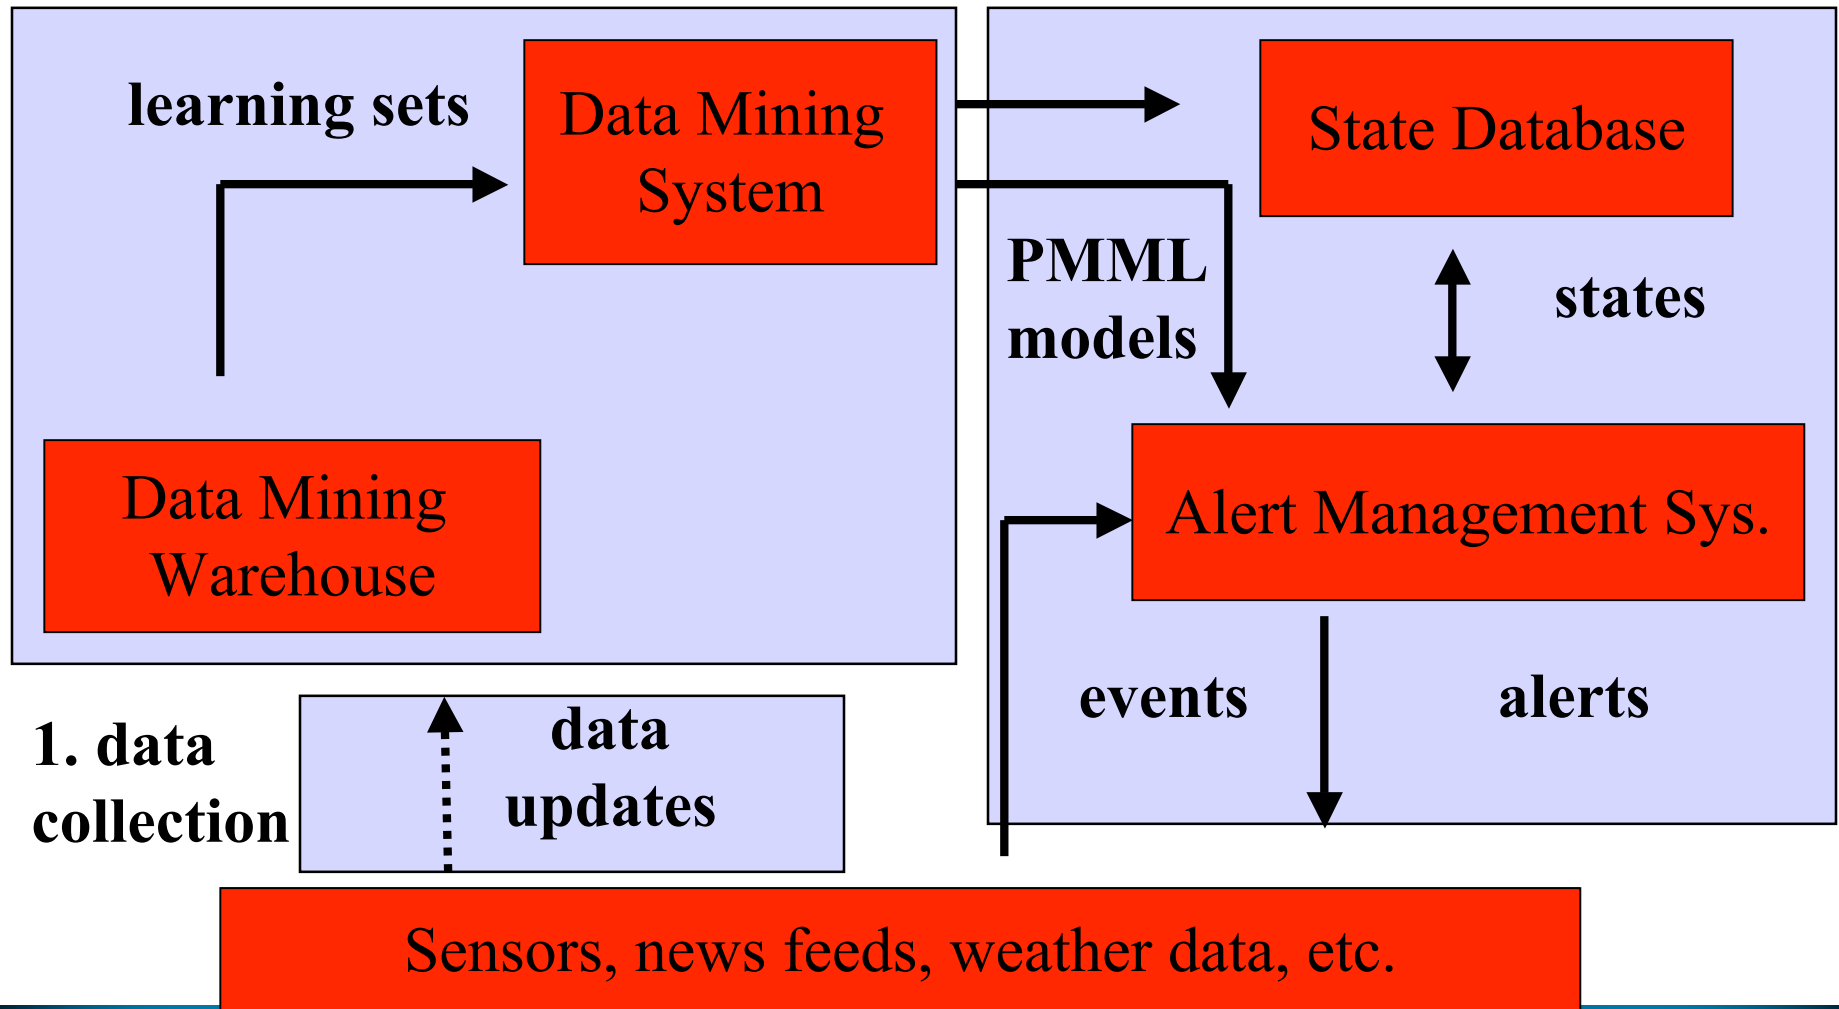 learning sets
Data Mining
System
State Database
PMML
models
states
Data Mining
Warehouse
Alert Management Sys.
events
alerts
1. data
collection
data
updates
Sensors, news feeds, weather data, etc.